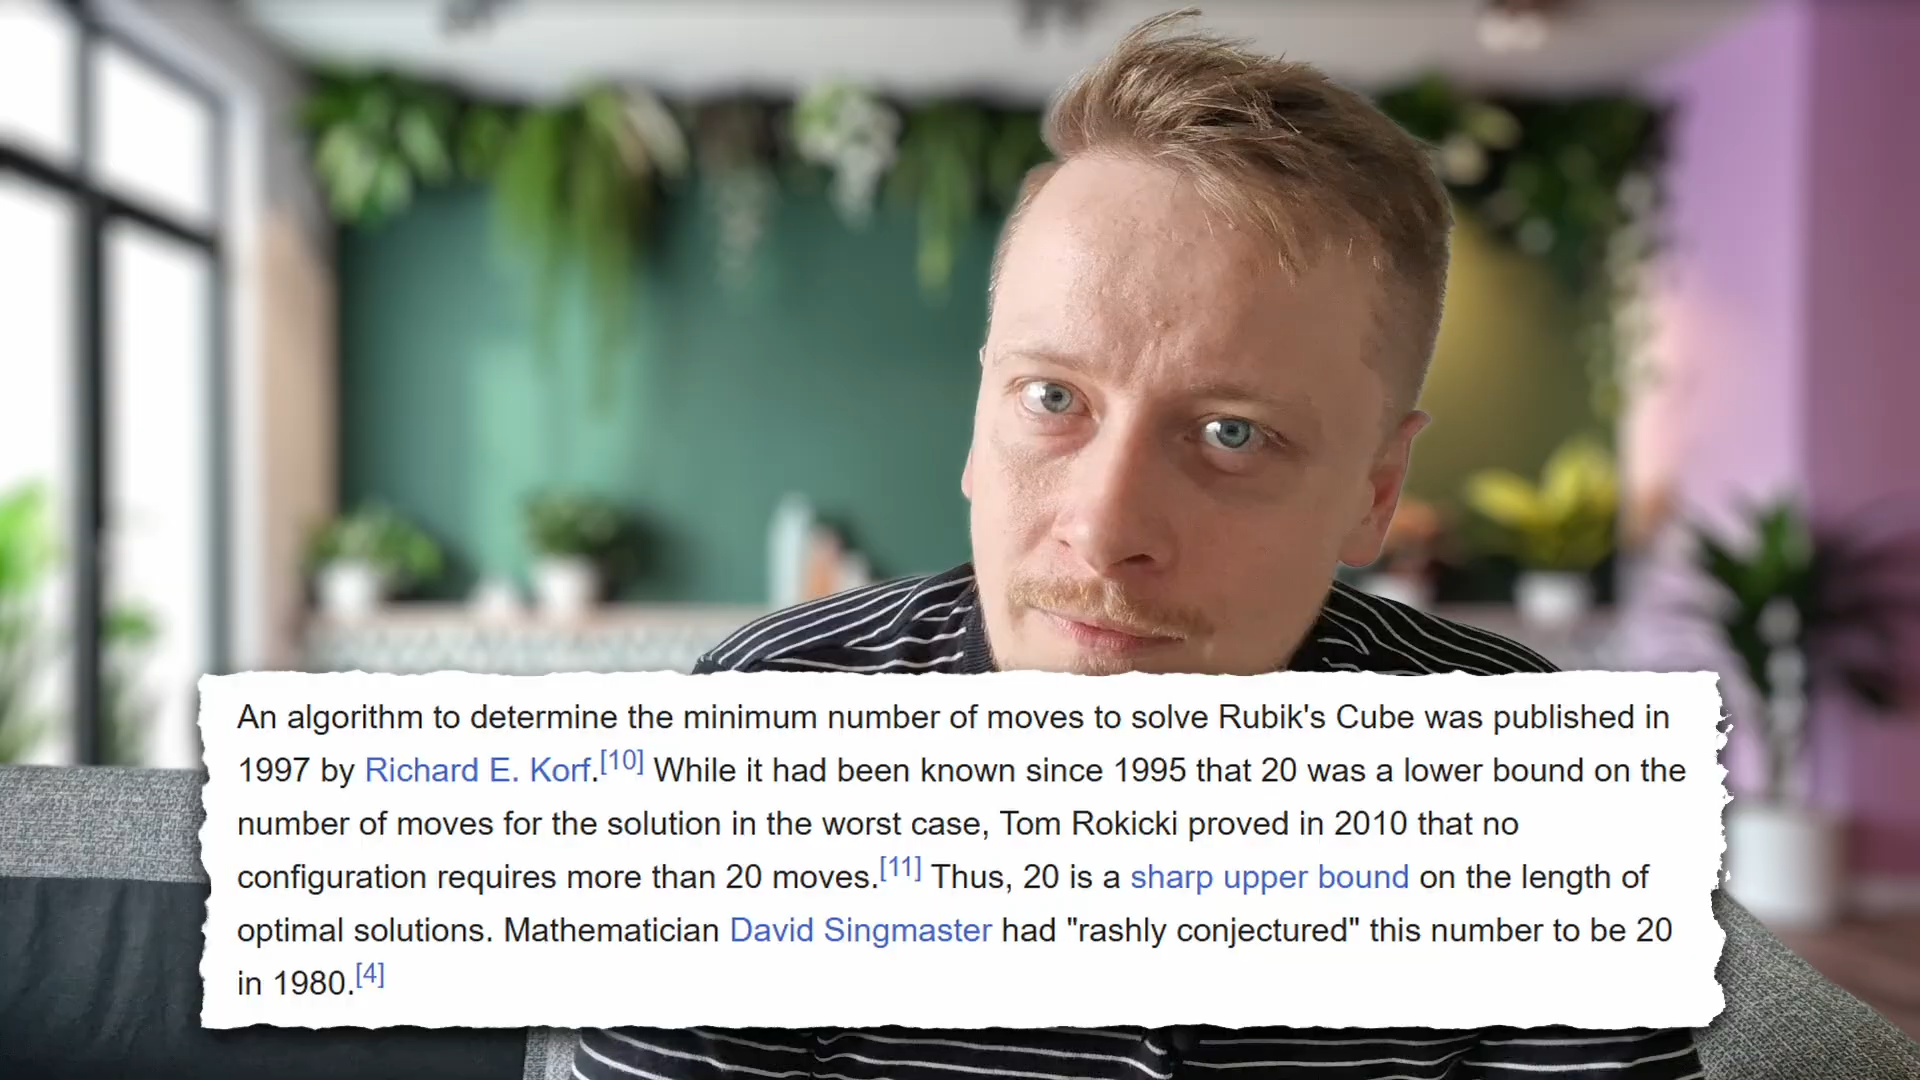 An algorithm to determine the minimum number of moves to solve Rubik's Cube was published in
1997 by Richard E. Korf.[10] While it had been known since 1995 that 20 was a lower bound on the
number of moves for the solution in the worst case, Tom Rokicki proved in 2010 that no
configuration requires more than 20 moves.[11] Thus, 20 is a sharp upper bound on the length of
optimal solutions. Mathematician David Singmaster had "rashly conjectured" this number to be 20
in 1980.[4]